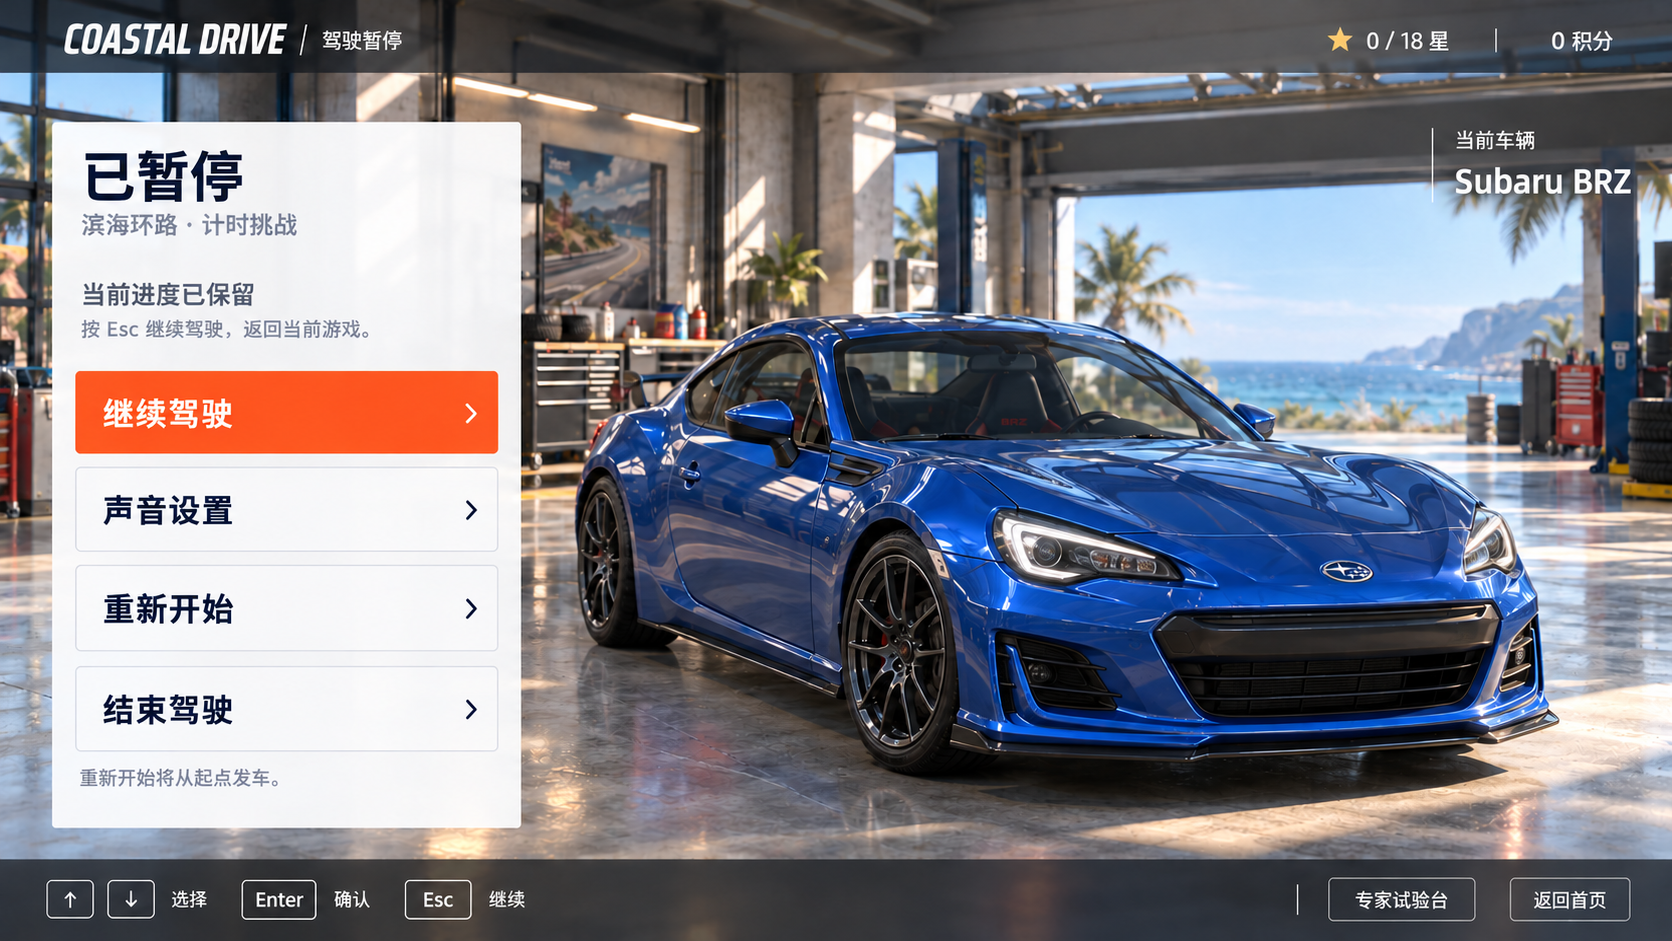 COASTAL DRIVE / 驾驶暂停
0 / 18 星
0 积分
当前车辆
Subaru BRZ
已暂停
滨海环路 · 计时挑战
当前进度已保留
按 Esc 继续驾驶，返回当前游戏。
继续驾驶
声音设置
重新开始
结束驾驶
重新开始将从起点发车。
BRZ
↑ ↓ 选择 Enter 确认 Esc 继续
专家试验台
返回首页